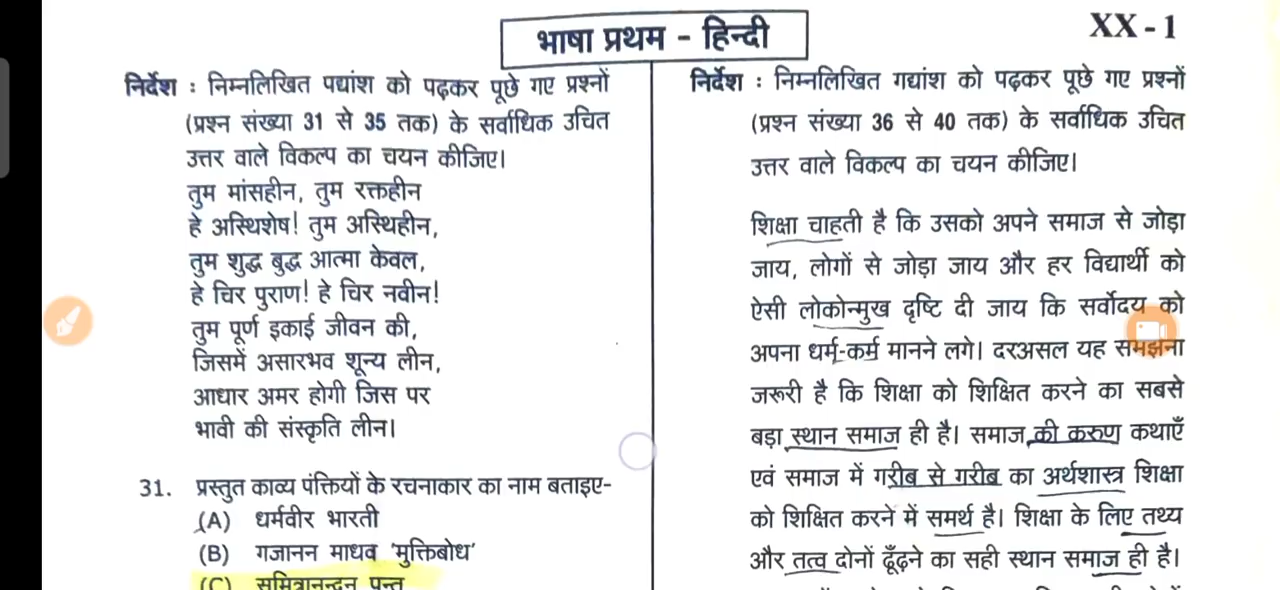 भाषा प्रथम - हिन्दी
XX - 1
निर्देश : निम्नलिखित पद्यांश को पढ़कर पूछे गए प्रश्नों
(प्रश्न संख्या 31 से 35 तक) के सर्वाधिक उचित
उत्तर वाले विकल्प का चयन कीजिए।
तुम मांसहीन, तुम रक्तहीन
हे अस्थिशेष! तुम अस्थिहीन,
तुम शुद्ध बुद्ध आत्मा केवल,
हे चिर पुराण! हे चिर नवीन!
तुम पूर्ण इकाई जीवन की,
जिसमें असारभव शून्य लीन,
आधार अमर होगी जिस पर
भावी की संस्कृति लीन।
31. प्रस्तुत काव्य पंक्तियों के रचनाकार का नाम बताइए-
(A) धर्मवीर भारती
(B) गजानन माधव 'मुक्तिबोध'
(C) सुमित्रानन्दन पन्त
निर्देश : निम्नलिखित गद्यांश को पढ़कर पूछे गए प्रश्नों
(प्रश्न संख्या 36 से 40 तक) के सर्वाधिक उचित
उत्तर वाले विकल्प का चयन कीजिए।
शिक्षा चाहती है कि उसको अपने समाज से जोड़ा
जाय, लोगों से जोड़ा जाय और हर विद्यार्थी को
ऐसी लोकोन्मुख दृष्टि दी जाय कि सर्वोदय को
अपना धर्म-कर्म मानने लगे। दरअसल यह समझना
जरूरी है कि शिक्षा को शिक्षित करने का सबसे
बड़ा स्थान समाज ही है। समाज की करुण कथाएँ
एवं समाज में गरीब से गरीब का अर्थशास्त्र शिक्षा
को शिक्षित करने में समर्थ है। शिक्षा के लिए तथ्य
और तत्व दोनों ढूँढ़ने का सही स्थान समाज ही है।